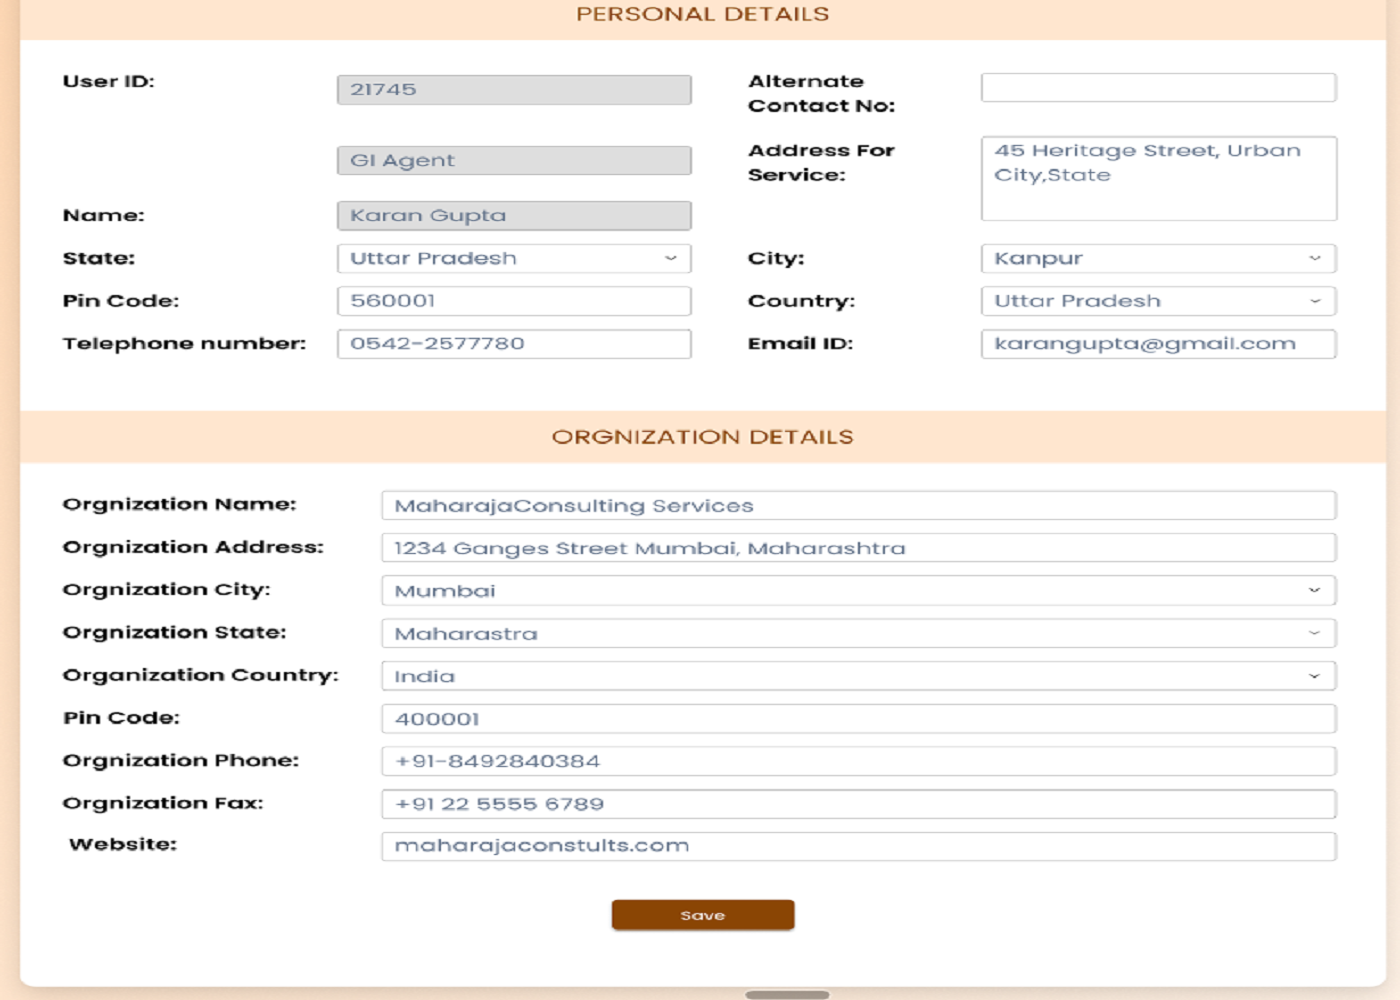 PERSONAL DETAILS
User ID:
21745
Alternate
Contact No:
GI Agent
Address For
Service:
45 Heritage Street, Urban
City,State
Name:
Karan Gupta
State:
Uttar Pradesh
City:
Kanpur
Pin Code:
560001
Country:
Uttar Pradesh
Telephone number:
0542-2577780
Email ID:
karangupta@gmail.com
ORGNIZATION DETAILS
Orgnization Name:
MaharajaConsulting Services
Orgnization Address:
1234 Ganges Street Mumbai, Maharashtra
Orgnization City:
Mumbai
Orgnization State:
Maharastra
Organization Country:
India
Pin Code:
400001
Orgnization Phone:
+91-8492840384
Orgnization Fax:
+91 22 5555 6789
Website:
maharajaconstults.com
Save